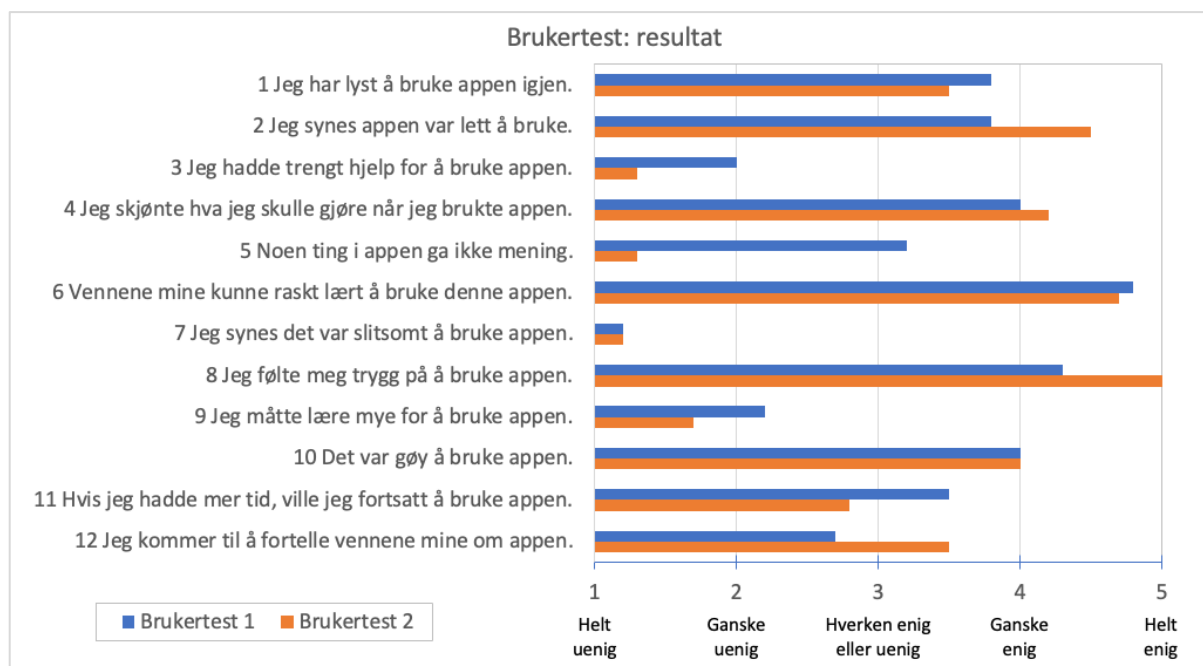 Brukertest: resultat
1 Jeg har lyst å bruke appen igjen.
2 Jeg synes appen var lett å bruke.
3 Jeg hadde trengt hjelp for å bruke appen.
4 Jeg skjønte hva jeg skulle gjøre når jeg brukte appen.
5 Noen ting i appen ga ikke mening.
6 Vennene mine kunne raskt lært å bruke denne appen.
7 Jeg synes det var slitsomt å bruke appen.
8 Jeg følte meg trygg på å bruke appen.
9 Jeg måtte lære mye for å bruke appen.
10 Det var gøy å bruke appen.
11 Hvis jeg hadde mer tid, ville jeg fortsatt å bruke appen.
12 Jeg kommer til å fortelle vennene mine om appen.
1 2 3 4 5
Helt Ganske Hverken enig Ganske Helt
uenig uenig eller uenig enig enig
Brukertest 1 Brukertest 2